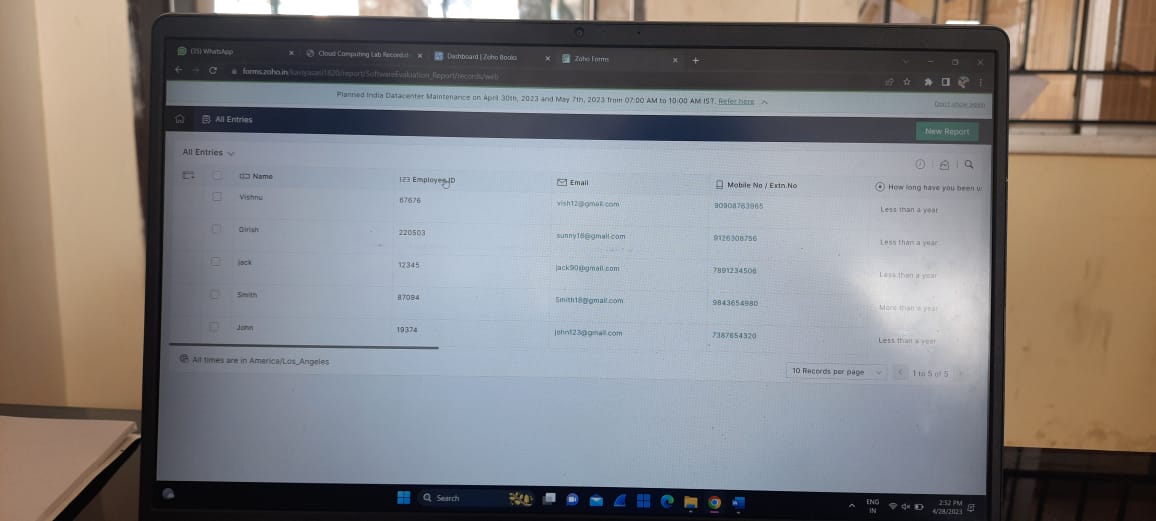 (15) WhatsApp
Cloud Computing Lab Record.d
Dashboard | Zoho Books
Zoho Forms
forms.zoho.in/kaviyasasi1820/report/SoftwareEvaluation_Report/records/web
Planned India Datacenter Maintenance on April 30th, 2023 and May 7th, 2023 from 07:00 AM to 10:00 AM IST. Refer here
Don't show again
All Entries
New Report
All Entries
Name 123 Employee ID Email Mobile No / Extn.No How long have you been u
Vishnu 67676 vish12@gmail.com 90908763965 Less than a year
Girish 220503 sunny16@gmail.com 9126308756 Less than a year
jack 12345 jack90@gmail.com 7891234506 Less than a year
Smith 87094 Smith18@gmail.com 9843654980 More than a year
John 19374 john123@gmail.com 7387654320 Less than a year
All times are in America/Los_Angeles
10 Records per page
1 to 5 of 5
Search
ENG
IN
2:52 PM
4/28/2023